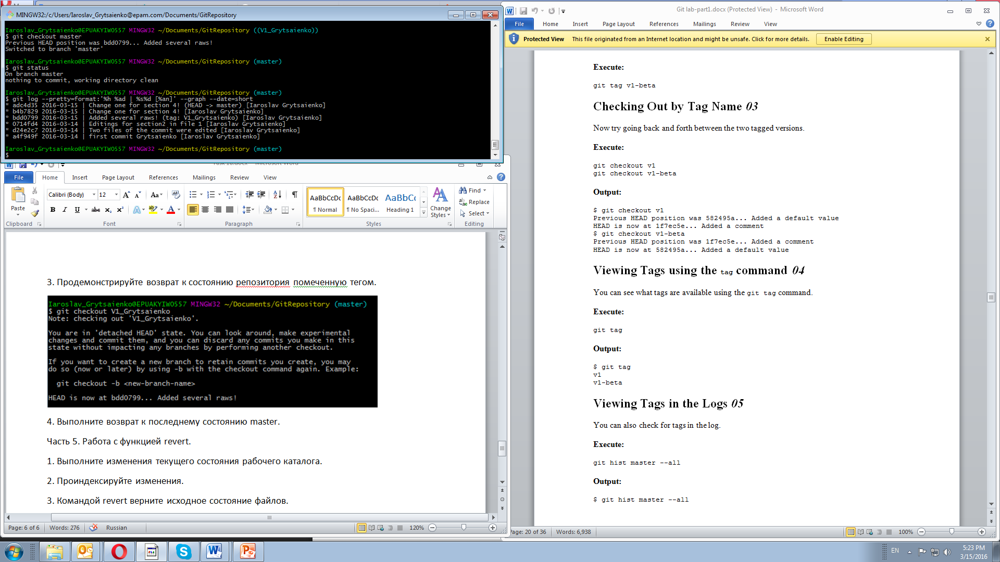 MINGW32:/c/Users/Iaroslav_Grytsaienko@epam.com/Documents/GitRepository
Iaroslav_Grytsaienko@EPUAKYIW0557 MINGW32 ~/Documents/GitRepository ((V1_Grytsaienko))
$ git checkout master
Previous HEAD position was bdd0799... Added several raws!
Switched to branch 'master'
Iaroslav_Grytsaienko@EPUAKYIW0557 MINGW32 ~/Documents/GitRepository (master)
$ git status
On branch master
nothing to commit, working directory clean
Iaroslav_Grytsaienko@EPUAKYIW0557 MINGW32 ~/Documents/GitRepository (master)
$ git log --pretty=format:'%h %ad | %s%d [%an]' --graph --date=short
* adc4d35 2016-03-15 | Change one for section 4! (HEAD -> master) [Iaroslav Grytsaienko]
* b4b7829 2016-03-15 | Change one for section 4! [Iaroslav Grytsaienko]
* bdd0799 2016-03-15 | Added several raws! (tag: V1_Grytsaienko) [Iaroslav Grytsaienko]
* 0714fd4 2016-03-14 | Editings for section2 in file 1 [Iaroslav Grytsaienko]
* d24e2c7 2016-03-14 | Two files of the commit were edited [Iaroslav Grytsaienko]
* a4f949f 2016-03-14 | first commit Grytsaienko [Iaroslav Grytsaienko]
Iaroslav_Grytsaienko@EPUAKYIW0557 MINGW32 ~/Documents/GitRepository (master)
$
File Home Insert Page Layout References Mailings Review View
Calibri (Body) 12
Paste
AaBbCcDc AaBbCcDc AaBbCc
¶ Normal ¶ No Spaci... Heading 1
Change Styles
Find
Replace
Select
Clipboard Font Paragraph Styles Editing
3. Продемонстрируйте возврат к состоянию репозитория помеченную тегом.
Iaroslav_Grytsaienko@EPUAKYIW0557 MINGW32 ~/Documents/GitRepository (master)
$ git checkout V1_Grytsaienko
Note: checking out 'V1_Grytsaienko'.
You are in 'detached HEAD' state. You can look around, make experimental
changes and commit them, and you can discard any commits you make in this
state without impacting any branches by performing another checkout.
If you want to create a new branch to retain commits you create, you may
do so (now or later) by using -b with the checkout command again. Example:
git checkout -b <new-branch-name>
HEAD is now at bdd0799... Added several raws!
4. Выполните возврат к последнему состоянию master.
Часть 5. Работа с функцией revert.
1. Выполните изменения текущего состояния рабочего каталога.
2. Проиндексируйте изменения.
3. Командой revert верните исходное состояние файлов.
Page: 6 of 6 Words: 276 Russian 120%
Git lab-part1.docx (Protected View) - Microsoft Word
File Home Insert Page Layout References Mailings Review View
Protected View This file originated from an Internet location and might be unsafe. Click for more details. Enable Editing
Execute:
git tag v1-beta
Checking Out by Tag Name 03
Now try going back and forth between the two tagged versions.
Execute:
git checkout v1
git checkout v1-beta
Output:
$ git checkout v1
Previous HEAD position was 582495a... Added a default value
HEAD is now at 1f7ec5e... Added a comment
$ git checkout v1-beta
Previous HEAD position was 1f7ec5e... Added a comment
HEAD is now at 582495a... Added a default value
Viewing Tags using the tag command 04
You can see what tags are available using the git tag command.
Execute:
git tag
Output:
$ git tag
v1
v1-beta
Viewing Tags in the Logs 05
You can also check for tags in the log.
Execute:
git hist master --all
Output:
$ git hist master --all
Page: 20 of 36 Words: 6,938 100%
EN
5:23 PM
3/15/2016